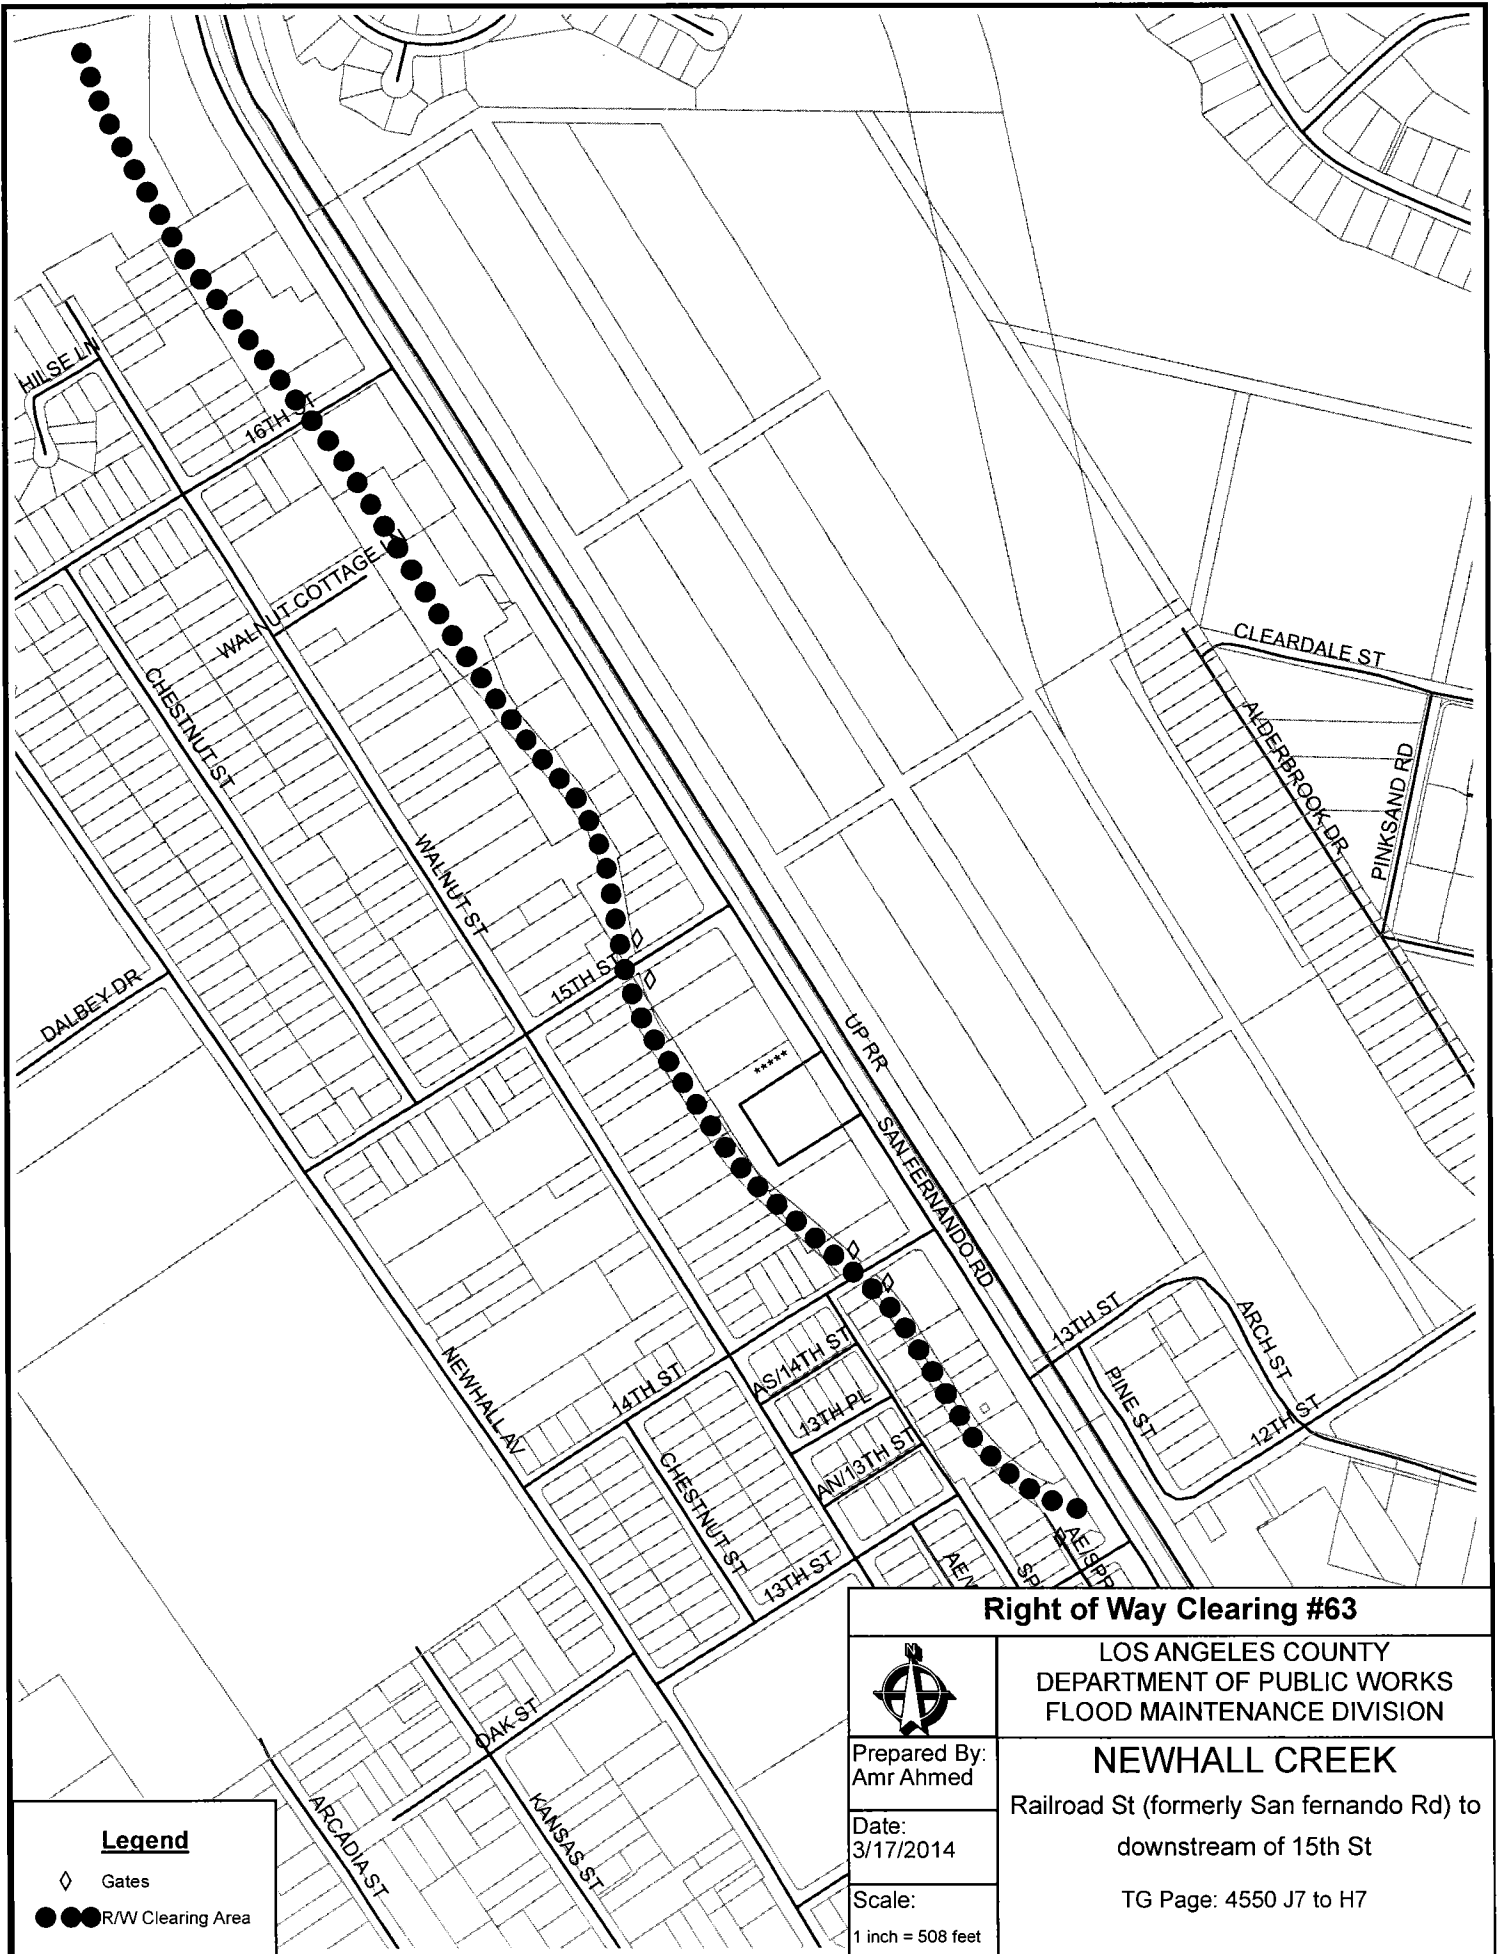 HILSE LN
16TH ST
WALNUT COTTAGE LN
CLEARDALE ST
CHESTNUT ST
ALDERBROOK DR
PINKSAND RD
WALNUT ST
15TH ST
DALBEY DR
UP RR
*****
SAN FERNANDO RD
13TH ST
ARCH ST
PINE ST
12TH ST
NEWHALL AV
14TH ST
AS/14TH ST
13TH PL
AN/13TH ST
CHESTNUT ST
13TH ST
AE/SPR
SP
OAK ST
KANSAS ST
ARCADIA ST
Legend
Gates
R/W Clearing Area
Right of Way Clearing #63
N
LOS ANGELES COUNTY
DEPARTMENT OF PUBLIC WORKS
FLOOD MAINTENANCE DIVISION
Prepared By:
Amr Ahmed
Date:
3/17/2014
Scale:
1 inch = 508 feet
NEWHALL CREEK
Railroad St (formerly San fernando Rd) to
downstream of 15th St
TG Page: 4550 J7 to H7